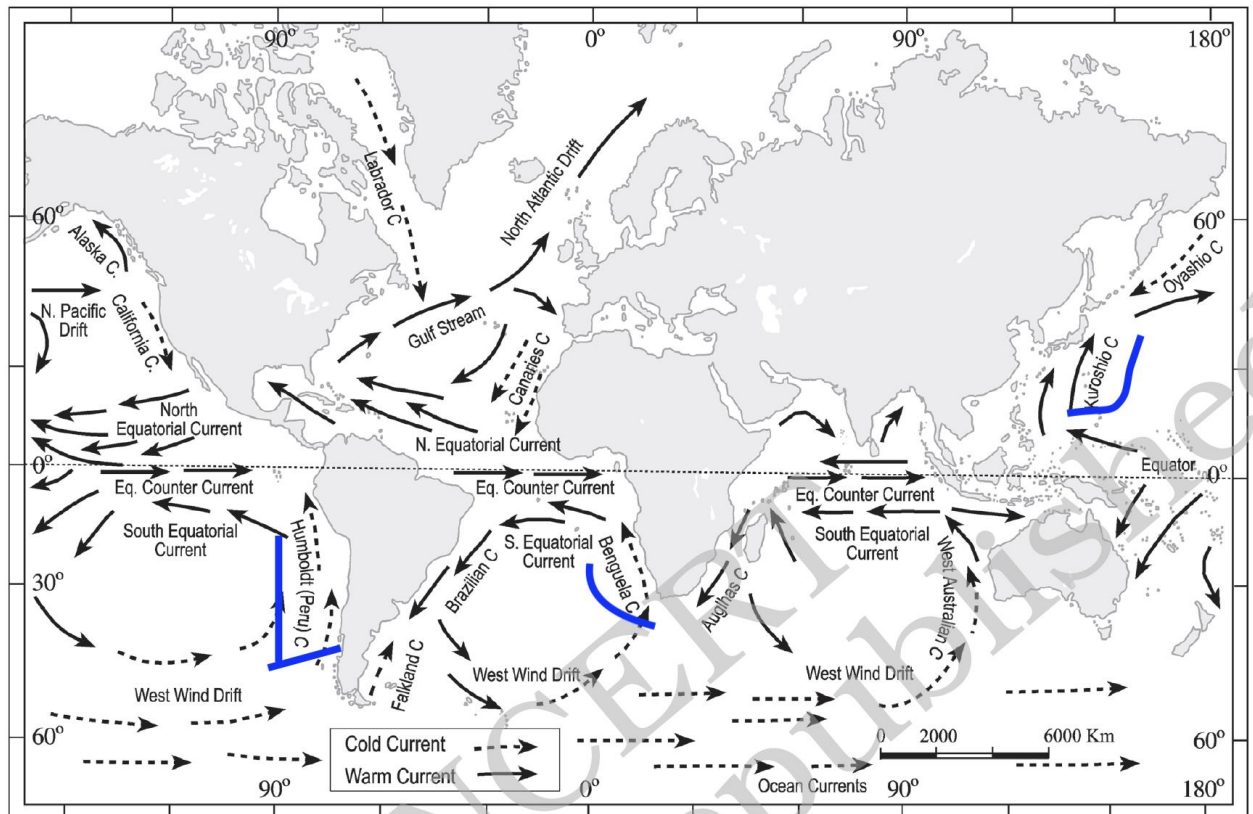 90º 0º 90º 180º
Labrador C
North Atlantic Drift
60º
60º
Alaska C.
Oyashio C
N. Pacific
Drift
California C.
Gulf Stream
Canaries C
Kuroshio C
North
Equatorial Current
N. Equatorial Current
0º
Equator
0º
Eq. Counter Current
Eq. Counter Current
Eq. Counter Current
South Equatorial
Current
Humboldt (Peru) C
Brazilian C
S. Equatorial
Current
Benguela C
South Equatorial
Current
30º
30º
Auglhas C
West Australian C
Falkland C
West Wind Drift
West Wind Drift
West Wind Drift
60º
60º
Cold Current
Warm Current
0 2000 6000 Km
Ocean Currents
90º 0º 90º 180º
NCERT
republished